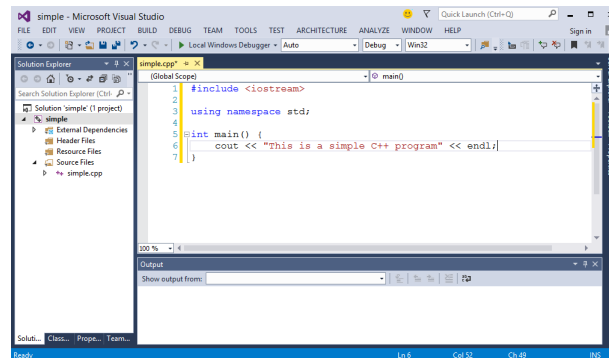 simple - Microsoft Visual Studio
Quick Launch (Ctrl+Q)
FILE EDIT VIEW PROJECT BUILD DEBUG TEAM TOOLS TEST ARCHITECTURE ANALYZE WINDOW HELP Sign in
Local Windows Debugger Auto Debug Win32
Solution Explorer
Search Solution Explorer (Ctrl-
Solution 'simple' (1 project)
simple
External Dependencies
Header Files
Resource Files
Source Files
simple.cpp
Soluti... Class... Prope... Team...
simple.cpp*
(Global Scope) main()
1 #include <iostream>
2
3 using namespace std;
4
5 int main() {
6 cout << "This is a simple C++ program" << endl;
7 }
100 %
Output
Show output from:
Ready Ln 6 Col 52 Ch 49 INS